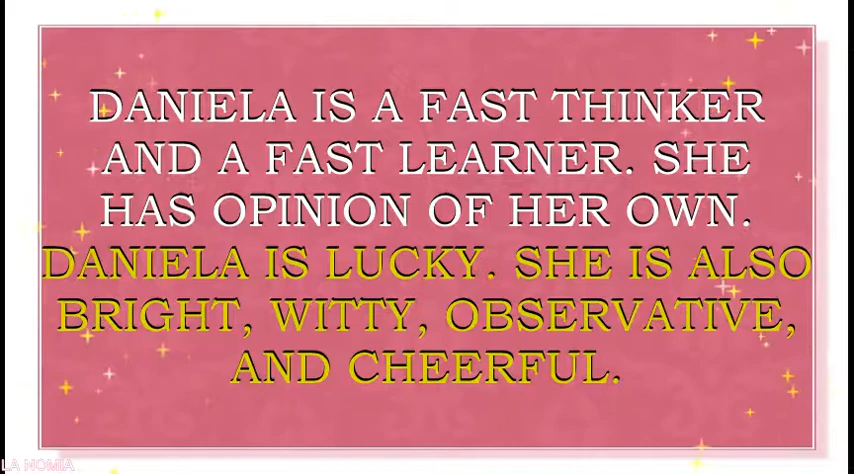 DANIELA IS A FAST THINKER
AND A FAST LEARNER. SHE
HAS OPINION OF HER OWN.
DANIELA IS LUCKY. SHE IS ALSO
BRIGHT, WITTY, OBSERVATIVE,
AND CHEERFUL.
LA NOMIA